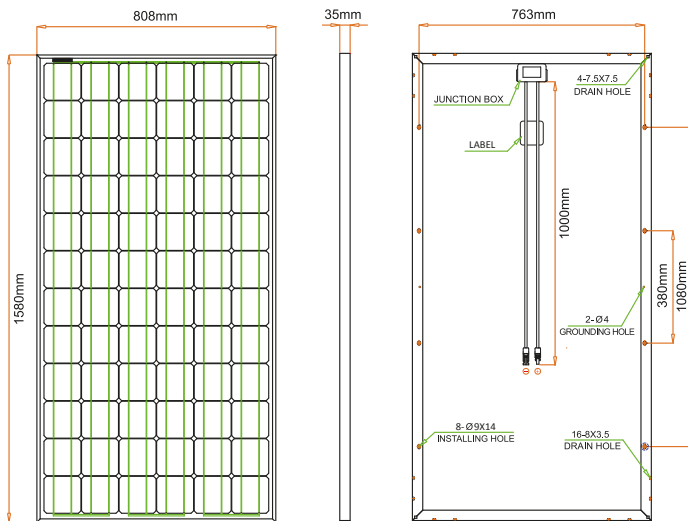 808mm
35mm
763mm
4-7.5X7.5
DRAIN HOLE
JUNCTION BOX
LABEL
1000mm
1580mm
380mm
1080mm
2-Ø4
GROUNDING HOLE
8-Ø9X14
INSTALLING HOLE
16-8X3.5
DRAIN HOLE